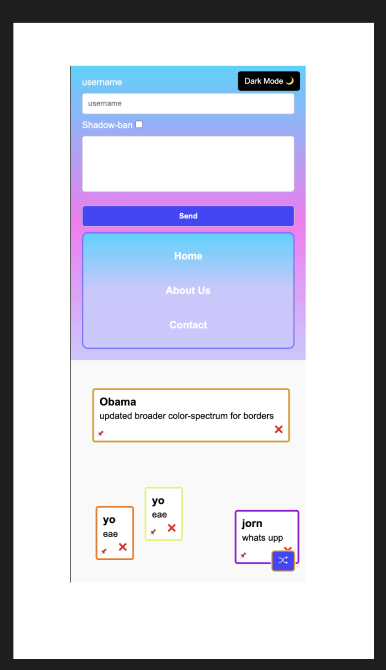 username
Dark Mode 🌙
username
Shadow-ban
Send
Home
About Us
Contact
Obama
updated broader color-spectrum for borders
yo
eae
yo
eae
jorn
whats upp